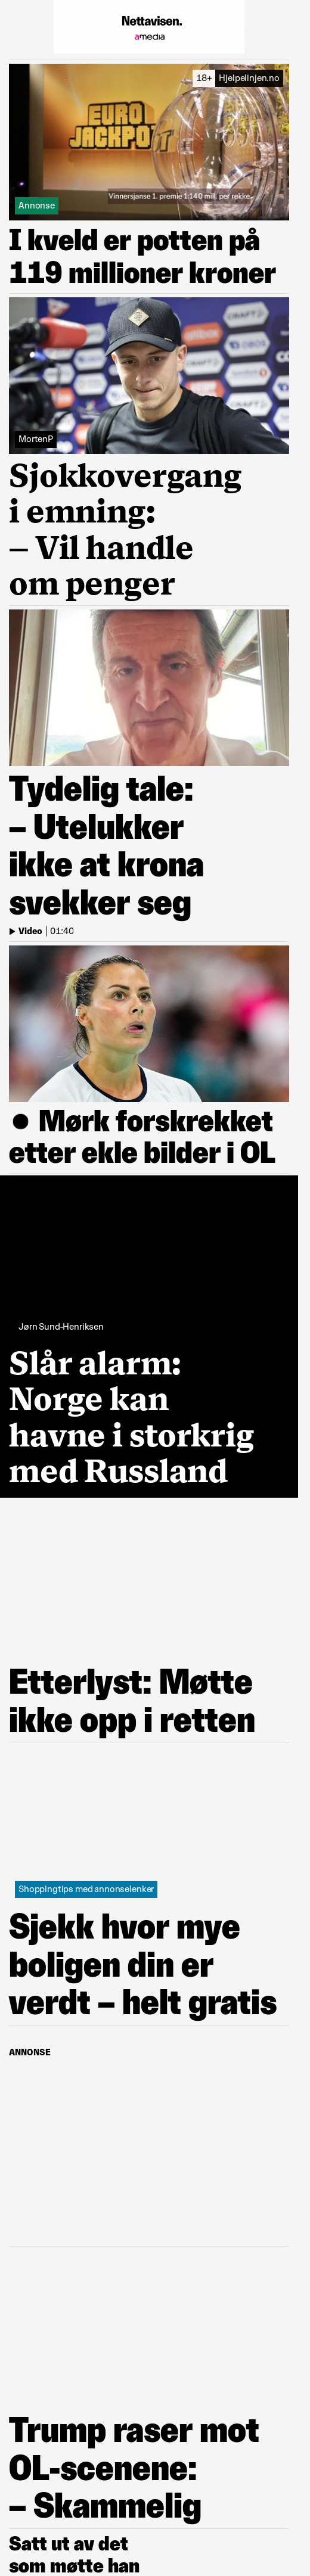 Nettavisen.
amedia
18+ Hjelpelinjen.no
EURO
JACKPOT
Vinnersjanse 1. premie 1:140 mill. per rekke.
Annonse
I kveld er potten på
119 millioner kroner
CRAFT
OBOS
CRAFT
MortenP
Sjokkovergang
i emning:
– Vil handle
om penger
Tydelig tale:
– Utelukker
ikke at krona
svekker seg
Video | 01:40
● Mørk forskrekket
etter ekle bilder i OL
Jørn Sund-Henriksen
Slår alarm:
Norge kan
havne i storkrig
med Russland
Etterlyst: Møtte
ikke opp i retten
Shoppingtips med annonselenker
Sjekk hvor mye
boligen din er
verdt – helt gratis
ANNONSE
Trump raser mot
OL-scenene:
– Skammelig
Satt ut av det
som møtte han